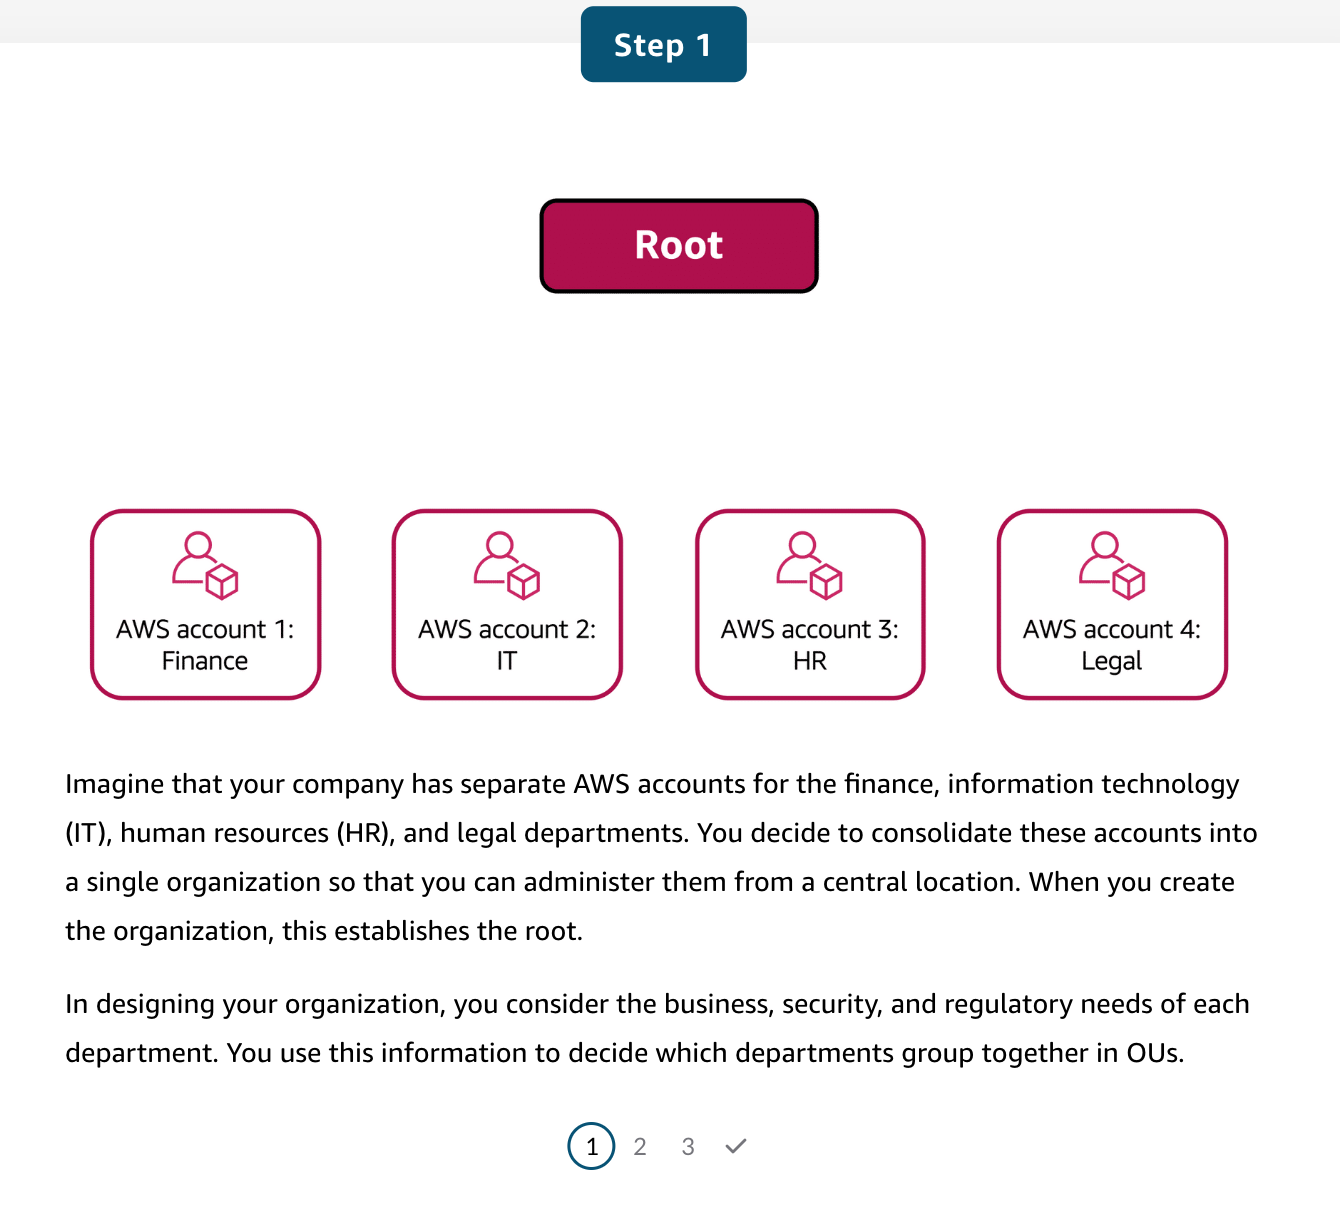 Step 1
Root
AWS account 1:
Finance
AWS account 2:
IT
AWS account 3:
HR
AWS account 4:
Legal
Imagine that your company has separate AWS accounts for the finance, information technology
(IT), human resources (HR), and legal departments. You decide to consolidate these accounts into
a single organization so that you can administer them from a central location. When you create
the organization, this establishes the root.
In designing your organization, you consider the business, security, and regulatory needs of each
department. You use this information to decide which departments group together in OUs.
1 2 3